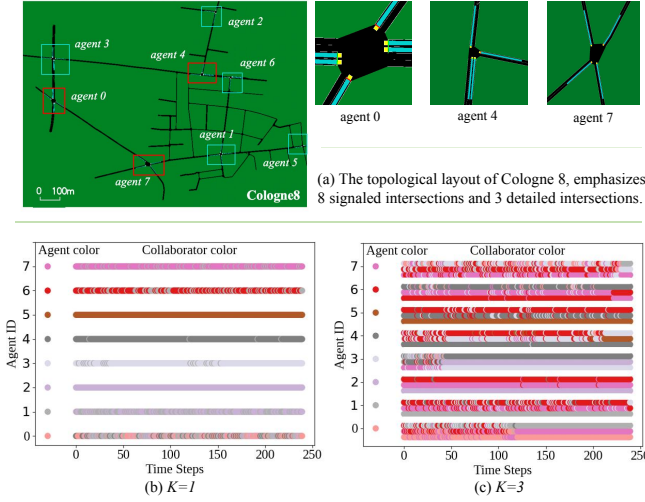 agent 2
agent 3
agent 4
agent 6
agent 0
agent 1
agent 5
agent 7
0 100m
Cologne8
agent 0
agent 4
agent 7
(a) The topological layout of Cologne 8, emphasizes
8 signaled intersections and 3 detailed intersections.
Agent color
Collaborator color
Agent ID
7
6
5
4
3
2
1
0
0 50 100 150 200 250
Time Steps
(b) K=1
Agent color
Collaborator color
Agent ID
7
6
5
4
3
2
1
0
0 50 100 150 200 250
Time Steps
(c) K=3